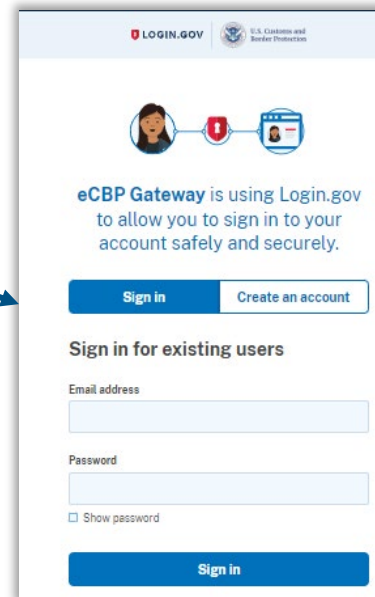 LOGIN.GOV
U.S. Customs and
Border Protection
eCBP Gateway is using Login.gov
to allow you to sign in to your
account safely and securely.
Sign in Create an account
Sign in for existing users
Email address
Password
Show password
Sign in